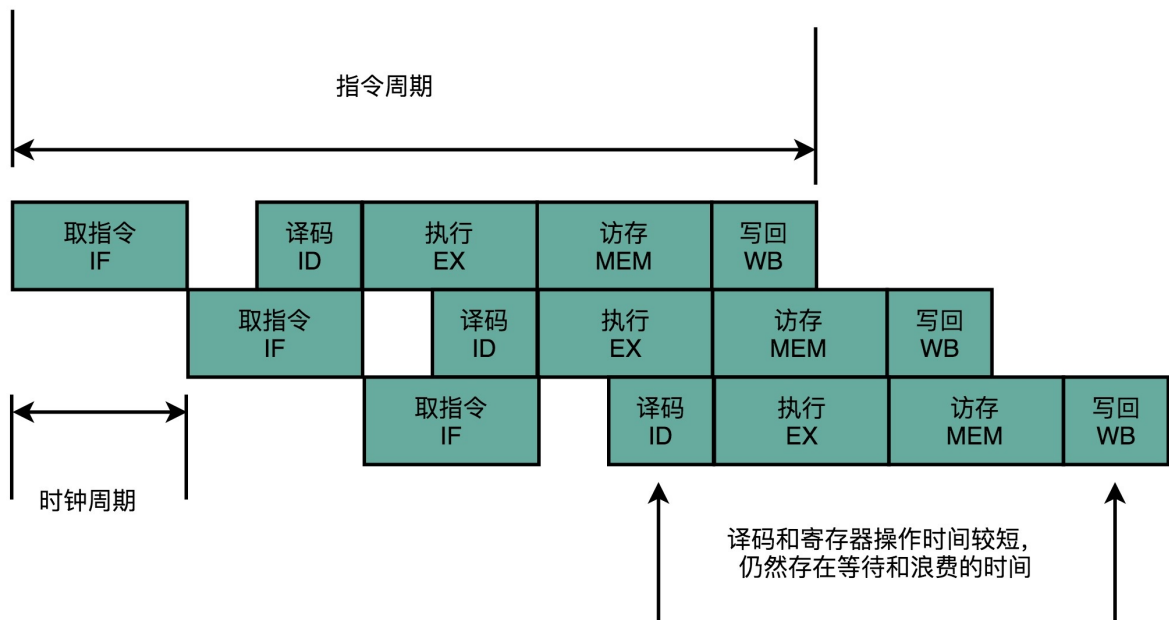 指令周期
取指令
IF
译码
ID
执行
EX
访存
MEM
写回
WB
取指令
IF
译码
ID
执行
EX
访存
MEM
写回
WB
取指令
IF
译码
ID
执行
EX
访存
MEM
写回
WB
时钟周期
译码和寄存器操作时间较短，
仍然存在等待和浪费的时间